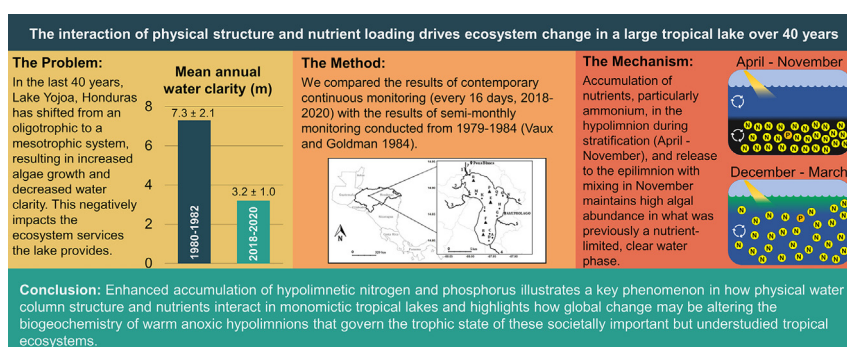 The interaction of physical structure and nutrient loading drives ecosystem change in a large tropical lake over 40 years
The Problem:
In the last 40 years,
Lake Yojoa, Honduras
has shifted from an
oligotrophic to a
mesotrophic system,
resulting in increased
algae growth and
decreased water
clarity. This negatively
impacts the
ecosystem services
the lake provides.
Mean annual
water clarity (m)
8
6
4
2
0
7.3 ± 2.1
3.2 ± 1.0
1980-1982
2018-2020
The Method:
We compared the results of contemporary
continuous monitoring (every 16 days, 2018-
2020) with the results of semi-monthly
monitoring conducted from 1979-1984 (Vaux
and Goldman 1984).
N
The Mechanism:
Accumulation of
nutrients, particularly
ammonium, in the
hypolimnion during
stratification (April -
November), and release
to the epilimnion with
mixing in November
maintains high algal
abundance in what was
previously a nutrient-
limited, clear water
phase.
April - November
December - March
Conclusion: Enhanced accumulation of hypolimnetic nitrogen and phosphorus illustrates a key phenomenon in how physical water
column structure and nutrients interact in monomictic tropical lakes and highlights how global change may be altering the
biogeochemistry of warm anoxic hypolimnions that govern the trophic state of these societally important but understudied tropical
ecosystems.